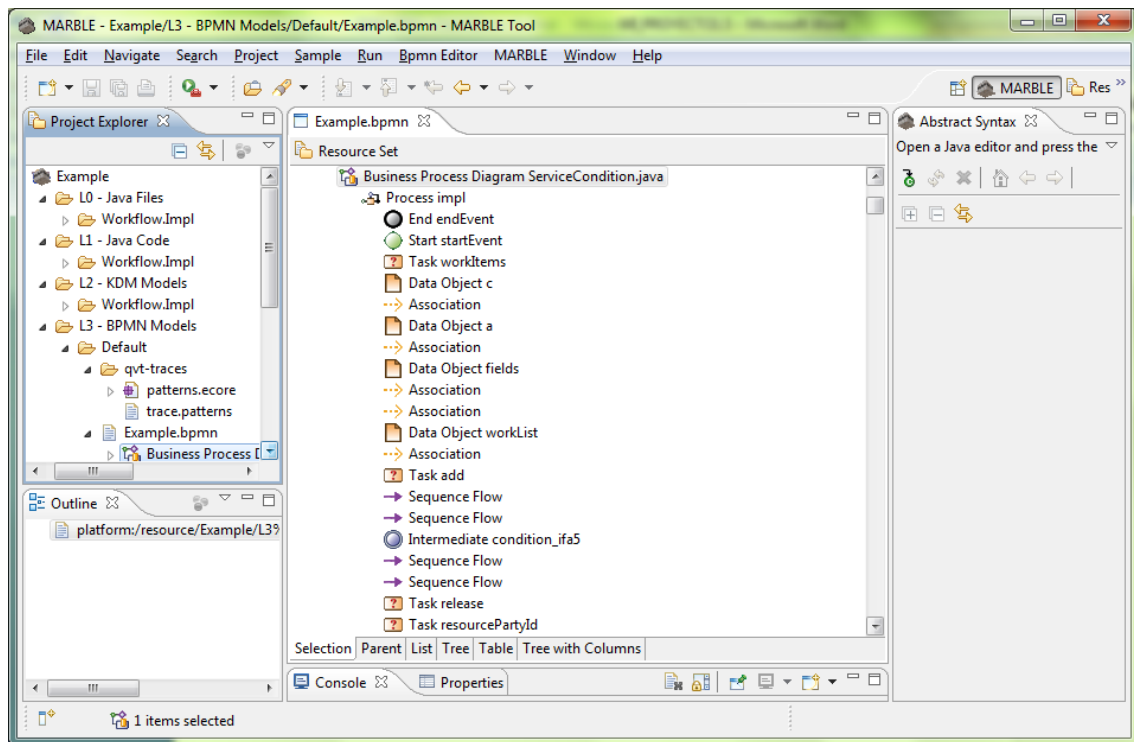 MARBLE - Example/L3 - BPMN Models/Default/Example.bpmn - MARBLE Tool
File Edit Navigate Search Project Sample Run Bpmn Editor MARBLE Window Help
MARBLE Res »
Project Explorer
Example
L0 - Java Files
Workflow.Impl
L1 - Java Code
Workflow.Impl
L2 - KDM Models
Workflow.Impl
L3 - BPMN Models
Default
qvt-traces
patterns.ecore
trace.patterns
Example.bpmn
Business Process D
Outline
platform:/resource/Example/L3%
Example.bpmn
Resource Set
Business Process Diagram ServiceCondition.java
Process impl
End endEvent
Start startEvent
Task workItems
Data Object c
Association
Data Object a
Association
Data Object fields
Association
Association
Data Object workList
Association
Task add
Sequence Flow
Sequence Flow
Intermediate condition_ifa5
Sequence Flow
Sequence Flow
Task release
Task resourcePartyId
Selection Parent List Tree Table Tree with Columns
Console Properties
Abstract Syntax
Open a Java editor and press the
1 items selected